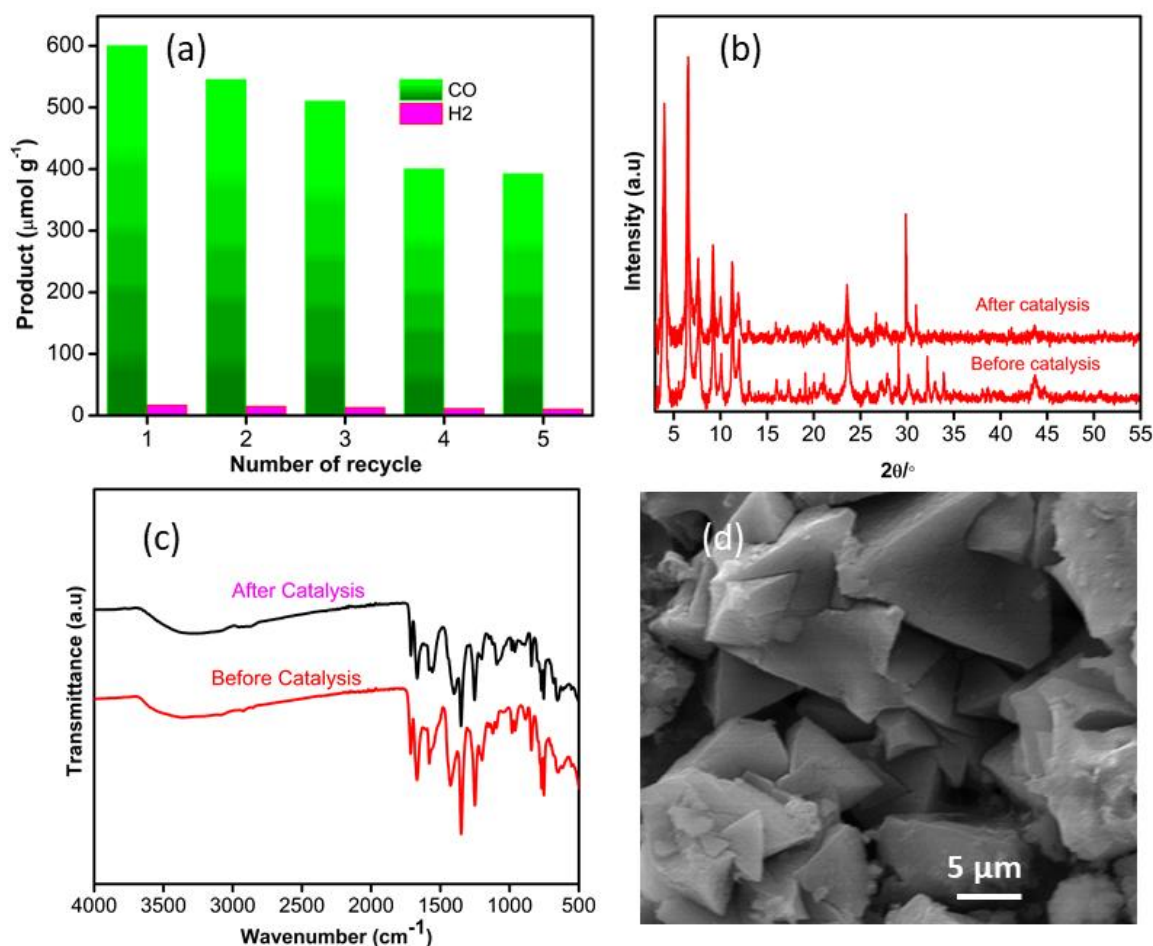 (a)
600
500
400
300
200
100
0
Product (μmol g⁻¹)
CO
H2
1 2 3 4 5
Number of recycle
(b)
Intensity (a.u)
After catalysis
Before catalysis
5 10 15 20 25 30 35 40 45 50 55
2θ/°
(c)
Transmittance (a.u)
After Catalysis
Before Catalysis
4000 3500 3000 2500 2000 1500 1000 500
Wavenumber (cm⁻¹)
(d)
5 μm